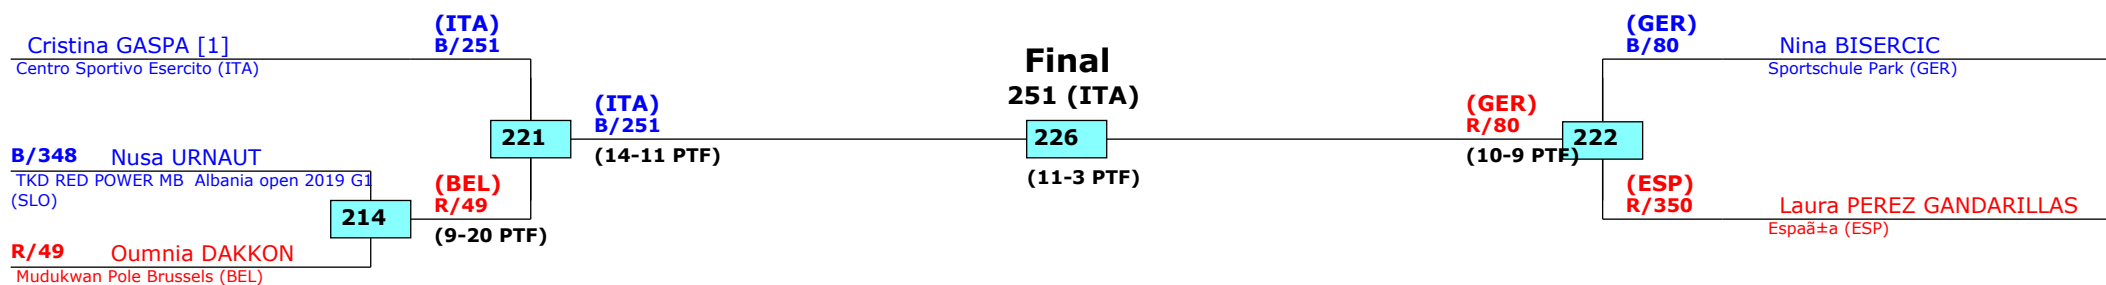 (ITA)
B/251
Cristina GASPA [1]
Centro Sportivo Esercito (ITA)
B/348 Nusa URNAUT
TKD RED POWER MB Albania open 2019 G1
(SLO)
214
R/49 Oumnia DAKKON
Mudukwan Pole Brussels (BEL)
(BEL)
R/49
(9-20 PTF)
221
(ITA)
B/251
(14-11 PTF)
Final
251 (ITA)
226
(11-3 PTF)
(GER)
R/80
(10-9 PTF)
222
(GER)
B/80
Nina BISERCIC
Sportschule Park (GER)
(ESP)
R/350
Laura PEREZ GANDARILLAS
Espaã±a (ESP)